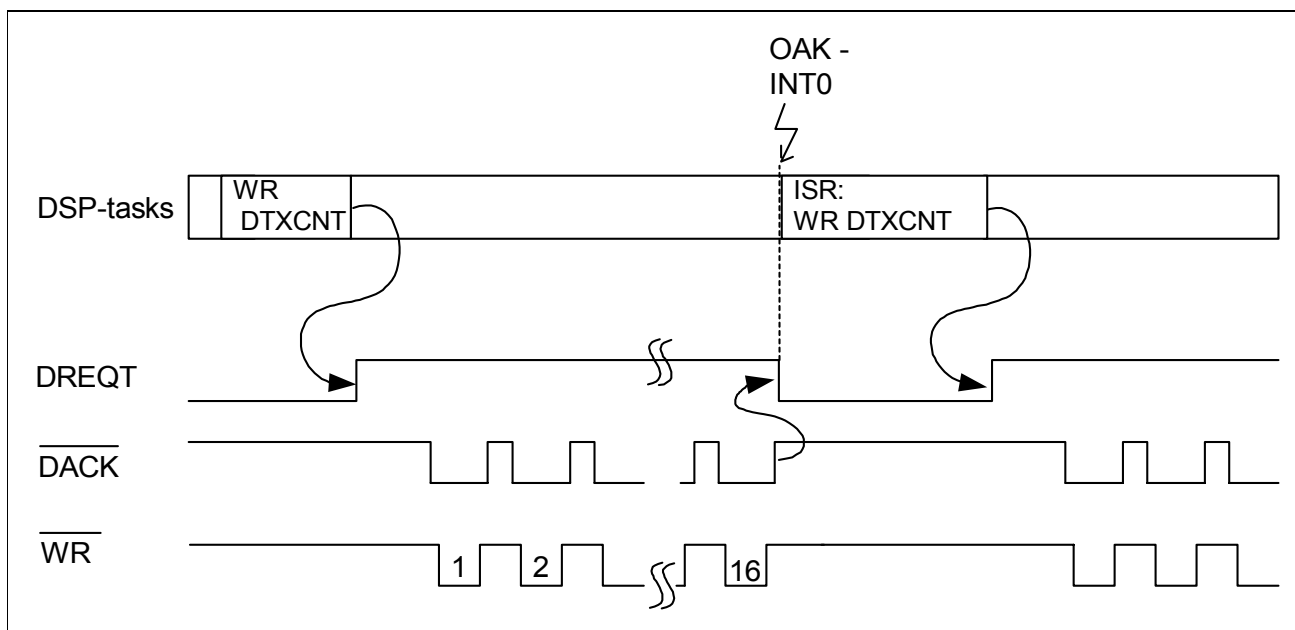 OAK -
INT0
DSP-tasks
WR
DTXCNT
ISR:
WR DTXCNT
DREQT
DACK
WR
1
2
16